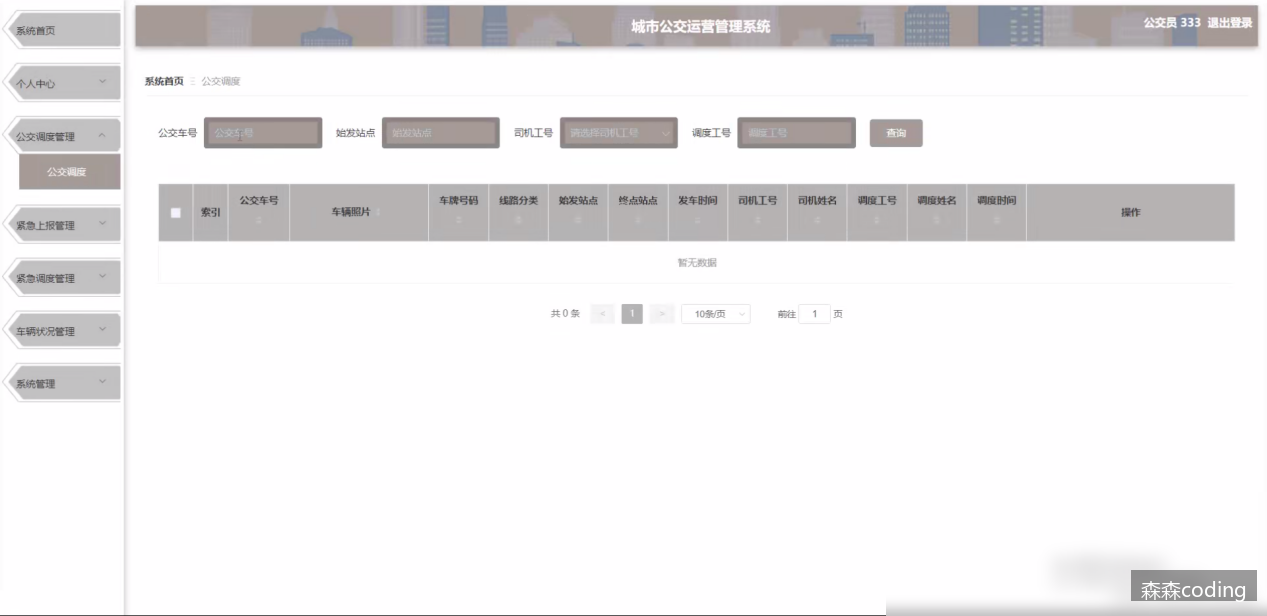 城市公交运营管理系统
公交员 333 退出登录
系统首页
个人中心
公交调度管理
公交调度
紧急上报管理
紧急调度管理
车辆状况管理
系统管理
系统首页 公交调度
公交车号 公交车号 始发站点 始发站点 司机工号 请选择司机工号 调度工号 调度工号 查询
索引 公交车号 车辆照片 车牌号码 线路分类 始发站点 终点站点 发车时间 司机工号 司机姓名 调度工号 调度姓名 调度时间 操作
暂无数据
共 0 条 < 1 > 10条/页 前往 1 页
森森coding